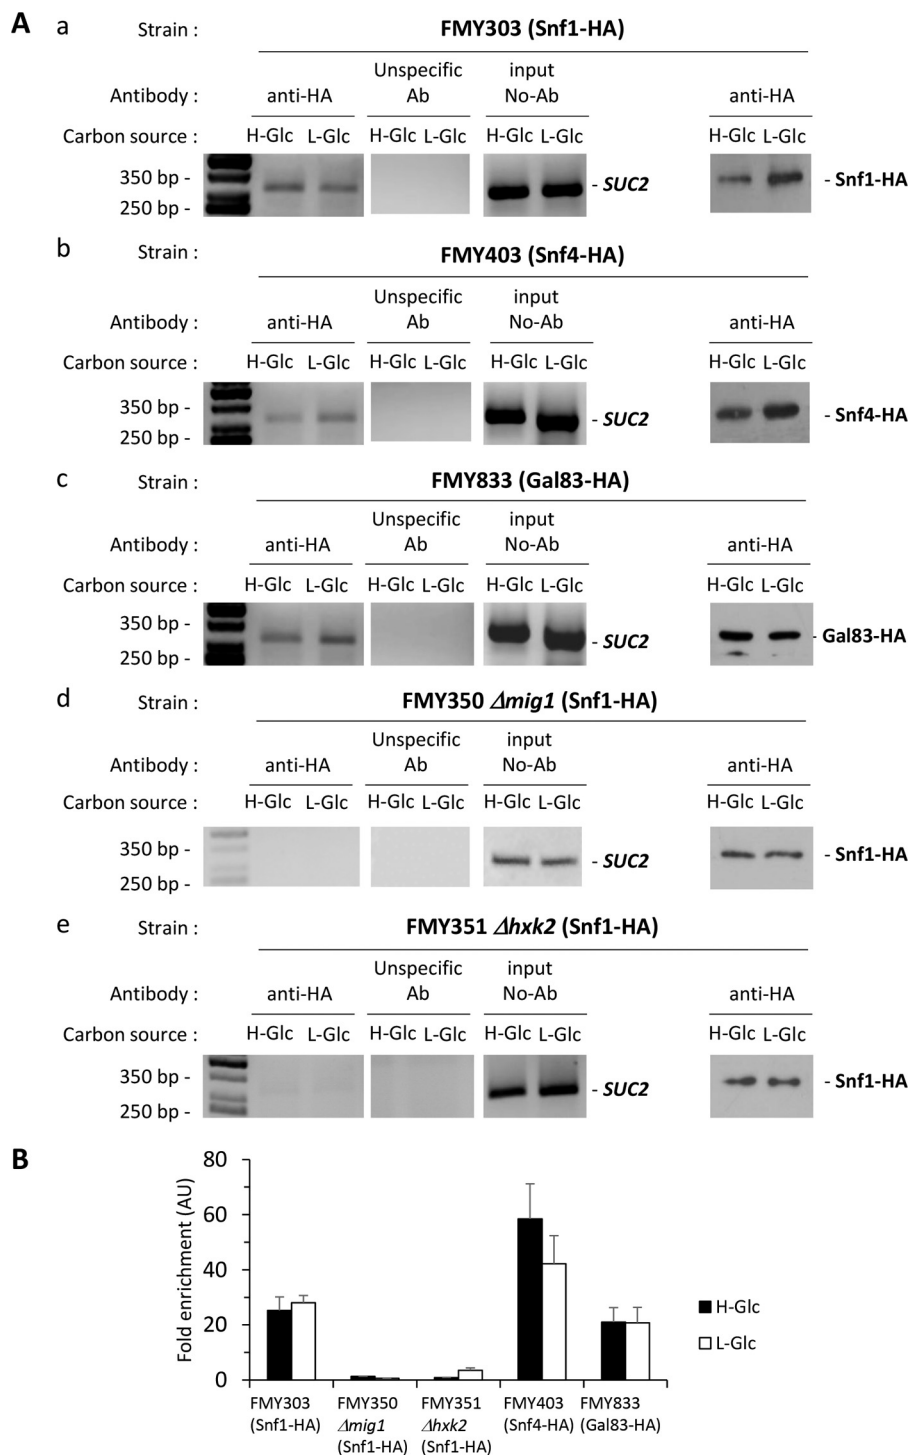 A a Strain : FMY303 (Snf1-HA)
Unspecific input
Antibody : anti-HA Ab No-Ab anti-HA
Carbon source : H-Glc L-Glc H-Glc L-Glc H-Glc L-Glc H-Glc L-Glc
350 bp -
- SUC2 - Snf1-HA
250 bp -
b Strain : FMY403 (Snf4-HA)
Unspecific input
Antibody : anti-HA Ab No-Ab anti-HA
Carbon source : H-Glc L-Glc H-Glc L-Glc H-Glc L-Glc H-Glc L-Glc
350 bp -
- SUC2 - Snf4-HA
250 bp -
c Strain : FMY833 (Gal83-HA)
Unspecific input
Antibody : anti-HA Ab No-Ab anti-HA
Carbon source : H-Glc L-Glc H-Glc L-Glc H-Glc L-Glc H-Glc L-Glc
350 bp -
- SUC2 - Gal83-HA
250 bp -
d Strain : FMY350 Δmig1 (Snf1-HA)
Unspecific input
Antibody : anti-HA Ab No-Ab anti-HA
Carbon source : H-Glc L-Glc H-Glc L-Glc H-Glc L-Glc H-Glc L-Glc
350 bp -
- SUC2 - Snf1-HA
250 bp -
e Strain : FMY351 Δhxk2 (Snf1-HA)
Unspecific input
Antibody : anti-HA Ab No-Ab anti-HA
Carbon source : H-Glc L-Glc H-Glc L-Glc H-Glc L-Glc H-Glc L-Glc
350 bp -
- SUC2 - Snf1-HA
250 bp -
B
Fold enrichment (AU)
80
60
40
20
0
H-Glc
L-Glc
FMY303 FMY350 FMY351 FMY403 FMY833
(Snf1-HA) Δmig1 Δhxk2 (Snf4-HA) (Gal83-HA)
(Snf1-HA) (Snf1-HA)